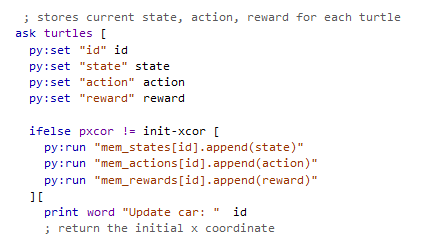 ; stores current state, action, reward for each turtle
ask turtles [
py:set "id" id
py:set "state" state
py:set "action" action
py:set "reward" reward
ifelse pxcor != init-xcor [
py:run "mem_states[id].append(state)"
py:run "mem_actions[id].append(action)"
py:run "mem_rewards[id].append(reward)"
][
print word "Update car: " id
; return the initial x coordinate